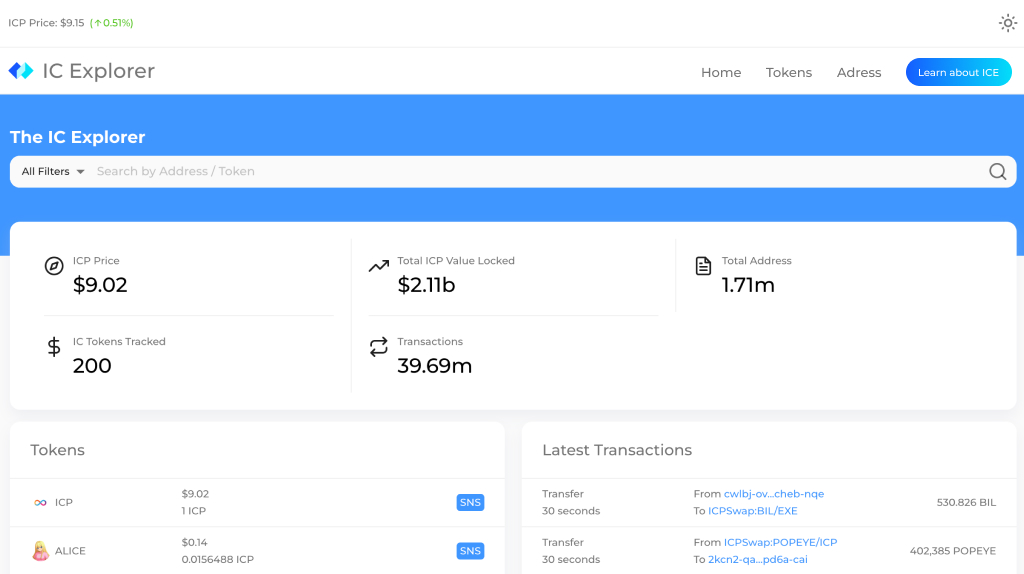 ICP Price: $9.15 (↑0.51%)
IC Explorer
Home Tokens Adress Learn about ICE
The IC Explorer
All Filters Search by Address / Token
ICP Price
$9.02
Total ICP Value Locked
$2.11b
Total Address
1.71m
IC Tokens Tracked
200
Transactions
39.69m
Tokens
ICP
$9.02
1 ICP
SNS
ALICE
$0.14
0.0156488 ICP
SNS
Latest Transactions
Transfer
30 seconds
From cwlbj-ov...cheb-nqe
To ICPSwap:BIL/EXE
530.826 BIL
Transfer
30 seconds
From ICPSwap:POPEYE/ICP
To 2kcn2-qa...pd6a-cai
402,385 POPEYE